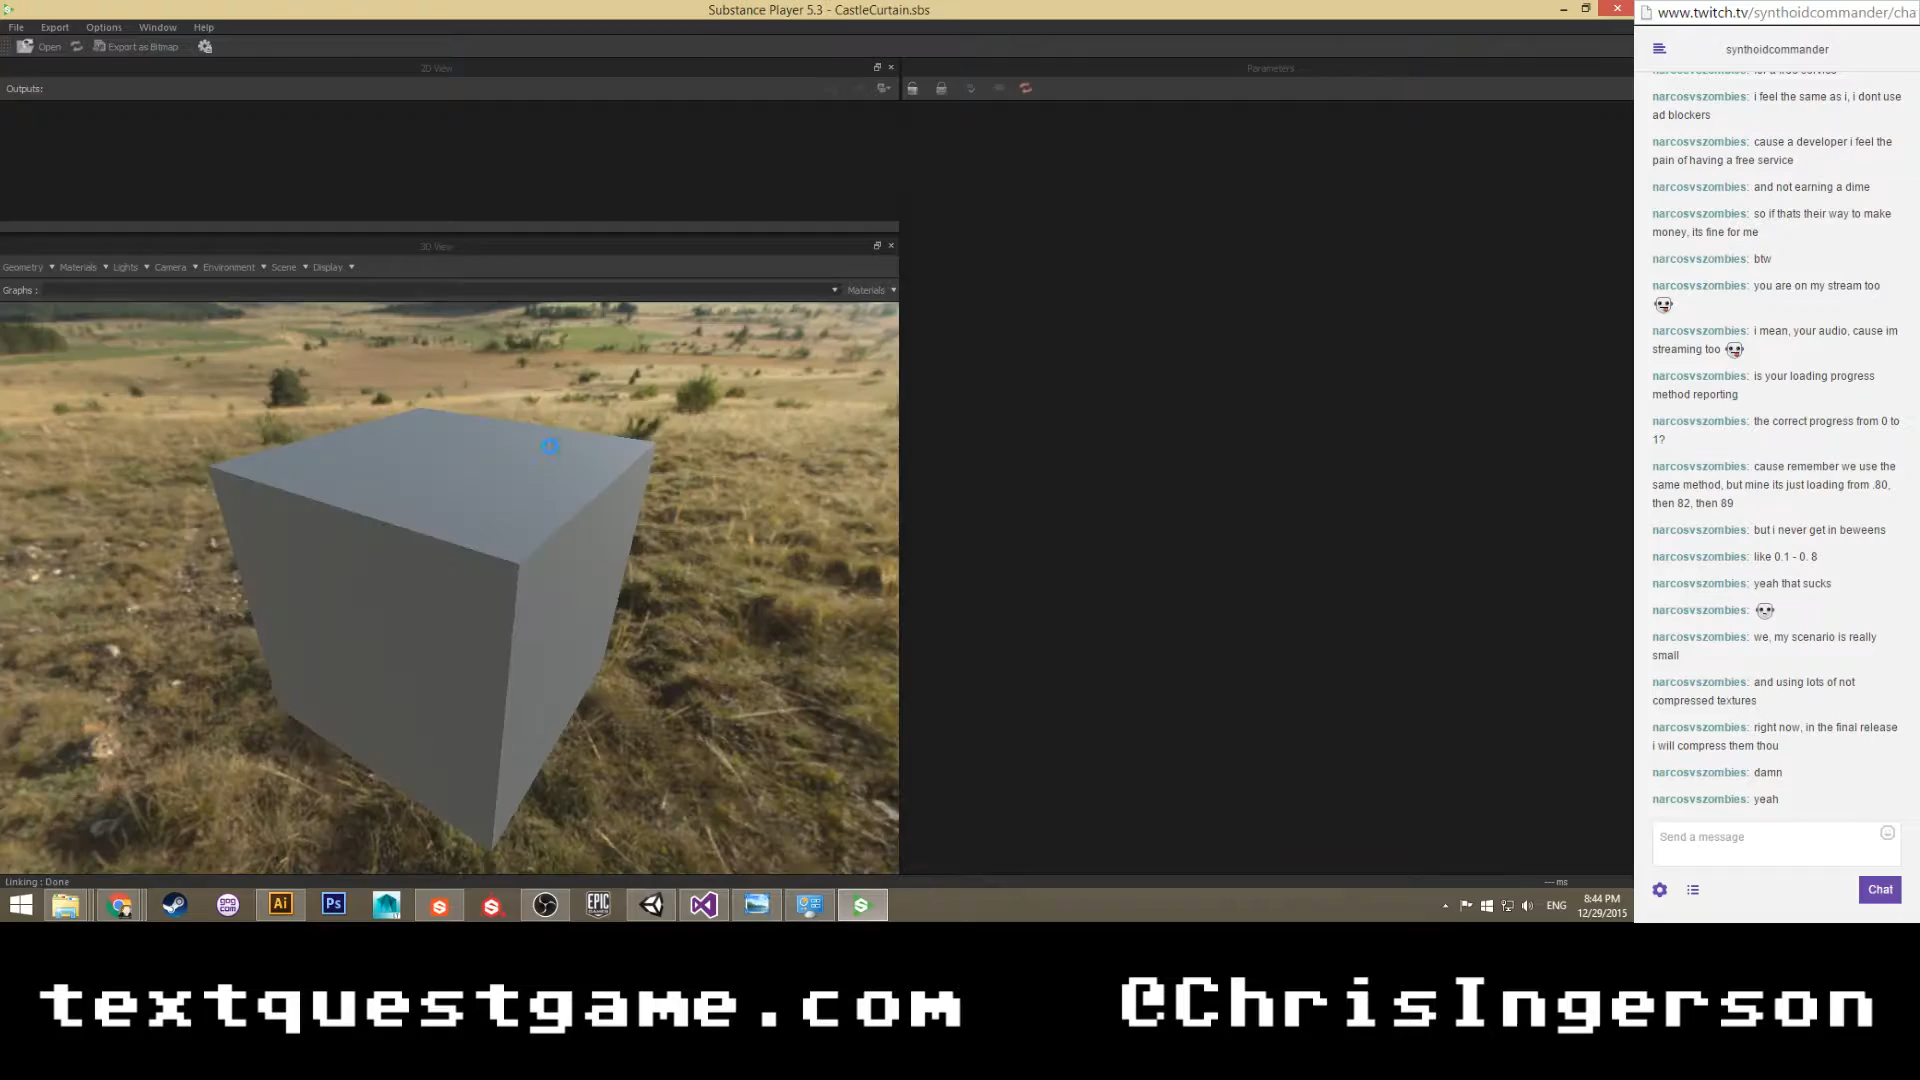 Substance Player 5.3 - CastleCurtain.sbs
File Export Options Window Help
Open Export as Bitmap
2D View
Outputs:
Parameters
3D View
Geometry Materials Lights Camera Environment Scene Display
Graphs : Materials
Linking : Done
--- ms
Ai Ps EPIC GAMES GOG COM
ENG
8:44 PM
12/29/2015
www.twitch.tv/synthoidcommander/cha
synthoidcommander
for a free service
narcosvszombies: i feel the same as i, i dont use
ad blockers
narcosvszombies: cause a developer i feel the
pain of having a free service
narcosvszombies: and not earning a dime
narcosvszombies: so if thats their way to make
money, its fine for me
narcosvszombies: btw
narcosvszombies: you are on my stream too
narcosvszombies: i mean, your audio, cause im
streaming too
narcosvszombies: is your loading progress
method reporting
narcosvszombies: the correct progress from 0 to
1?
narcosvszombies: cause remember we use the
same method, but mine its just loading from .80,
then 82, then 89
narcosvszombies: but i never get in beweens
narcosvszombies: like 0.1 - 0. 8
narcosvszombies: yeah that sucks
narcosvszombies:
narcosvszombies: we, my scenario is really
small
narcosvszombies: and using lots of not
compressed textures
narcosvszombies: right now, in the final release
i will compress them thou
narcosvszombies: damn
narcosvszombies: yeah
Send a message
Chat
textquestgame.com @ChrisIngerson